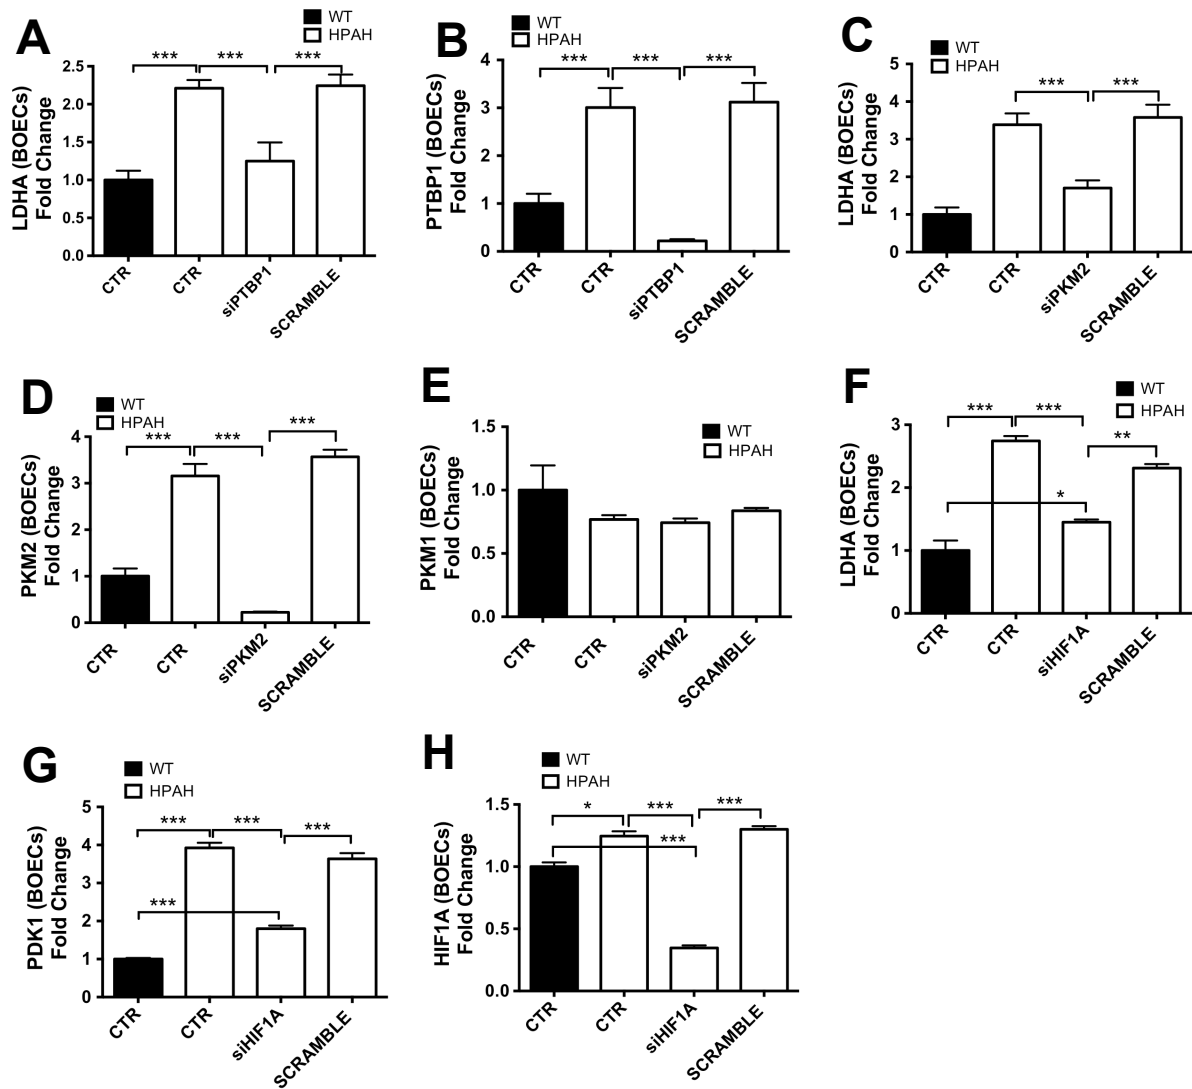 A
WT
HPAH
LDHA (BOECs)
Fold Change
2.5
2.0
1.5
1.0
0.5
0.0
***
***
***
CTR
CTR
siPTBP1
SCRAMBLE
B
WT
HPAH
PTBP1 (BOECs)
Fold Change
4
3
2
1
0
***
***
***
CTR
CTR
siPTBP1
SCRAMBLE
C
WT
HPAH
LDHA (BOECs)
Fold Change
5
4
3
2
1
0
***
***
CTR
CTR
siPKM2
SCRAMBLE
D
WT
HPAH
PKM2 (BOECs)
Fold Change
4
3
2
1
0
***
***
***
CTR
CTR
siPKM2
SCRAMBLE
E
WT
HPAH
PKM1 (BOECs)
Fold Change
1.5
1.0
0.5
0.0
CTR
CTR
siPKM2
SCRAMBLE
F
WT
HPAH
LDHA (BOECs)
Fold Change
3
2
1
0
***
***
**
*
CTR
CTR
siHIF1A
SCRAMBLE
G
WT
HPAH
PDK1 (BOECs)
Fold Change
5
4
3
2
1
0
***
***
***
***
CTR
CTR
siHIF1A
SCRAMBLE
H
WT
HPAH
HIF1A (BOECs)
Fold Change
1.5
1.0
0.5
0.0
*
***
***
***
CTR
CTR
siHIF1A
SCRAMBLE